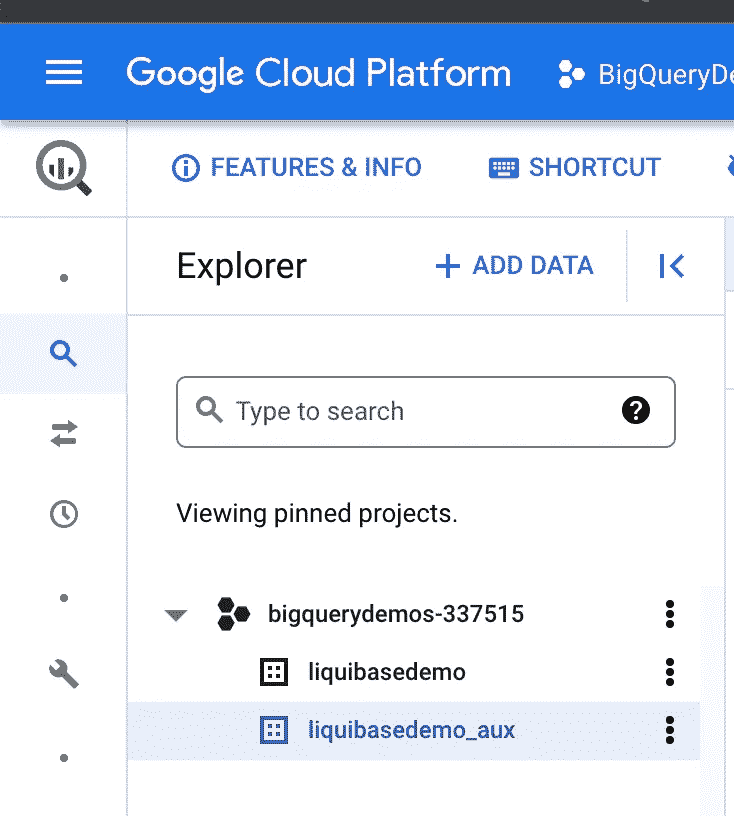 Google Cloud Platform BigQueryDe
FEATURES & INFO SHORTCUT
Explorer + ADD DATA
Type to search ?
Viewing pinned projects.
bigquerydemos-337515
liquibasedemo
liquibasedemo_aux